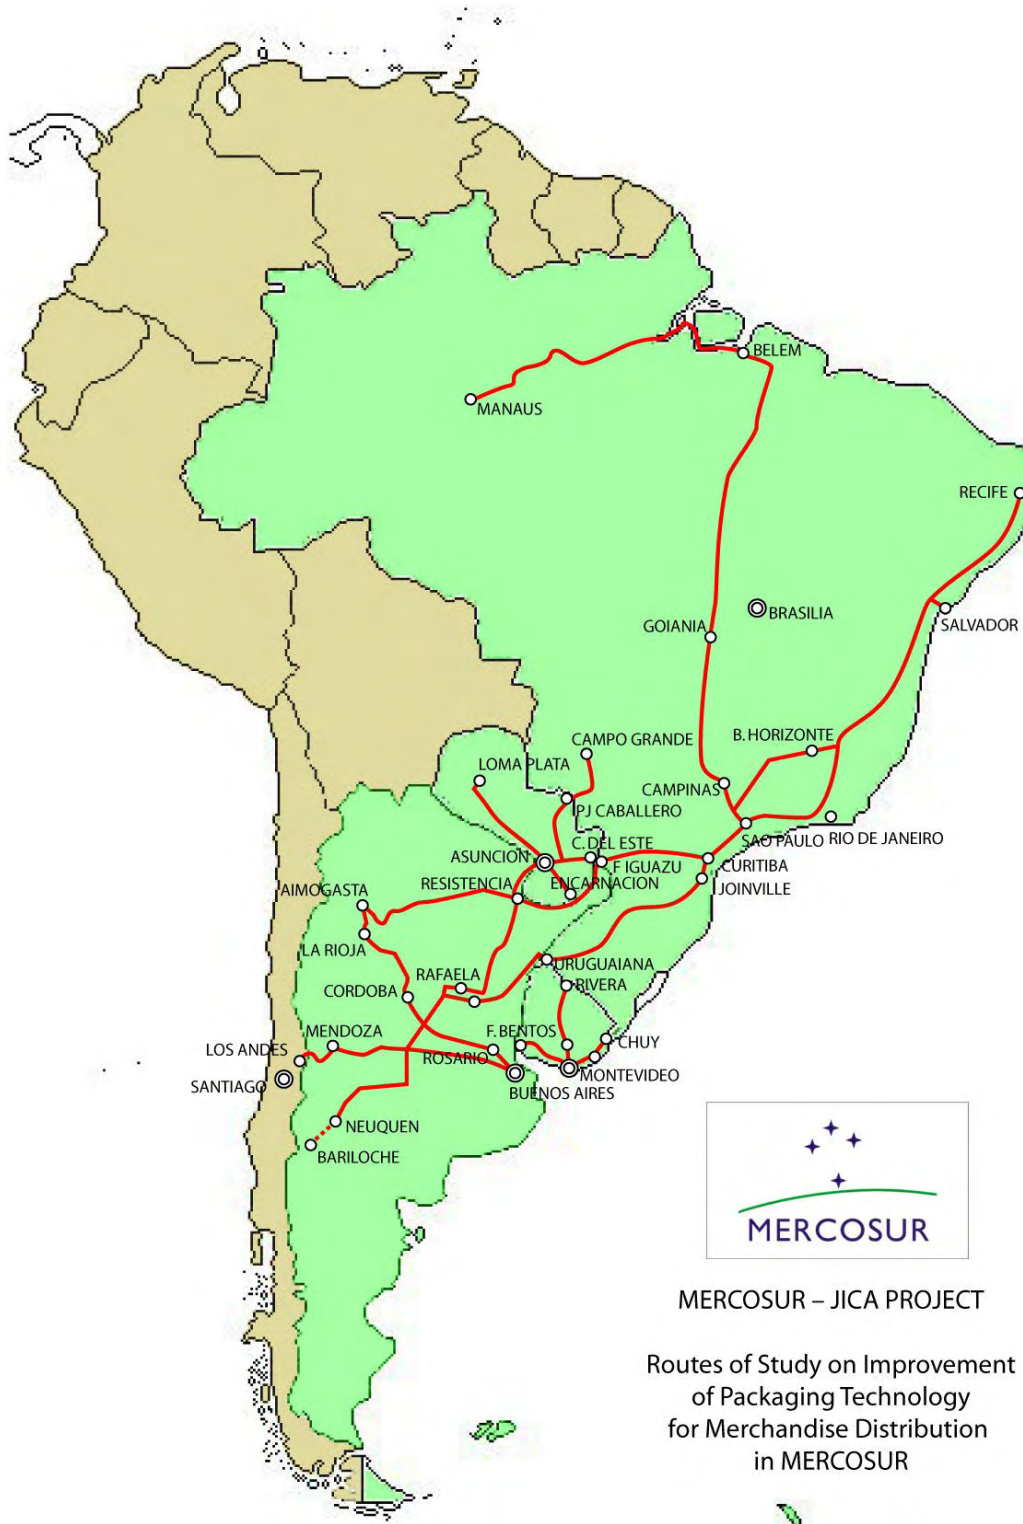 BELEM
MANAUS
RECIFE
BRASILIA
GOIANIA
SALVADOR
B. HORIZONTE
CAMPO GRANDE
LOMA PLATA
CAMPINAS
PJ CABALLERO
SAO PAULO
RIO DE JANEIRO
C. DEL ESTE
ASUNCION
F IGUAZU
CURITIBA
RESISTENCIA
ENCARNACION
JOINVILLE
AIMOGASTA
LA RIOJA
RAFAELA
URUGUAIANA
RIVERA
CORDOBA
MENDOZA
F. BENTOS
CHUY
LOS ANDES
ROSARIO
MONTEVIDEO
SANTIAGO
BUENOS AIRES
NEUQUEN
BARILOCHE
MERCOSUR
MERCOSUR – JICA PROJECT
Routes of Study on Improvement
of Packaging Technology
for Merchandise Distribution
in MERCOSUR